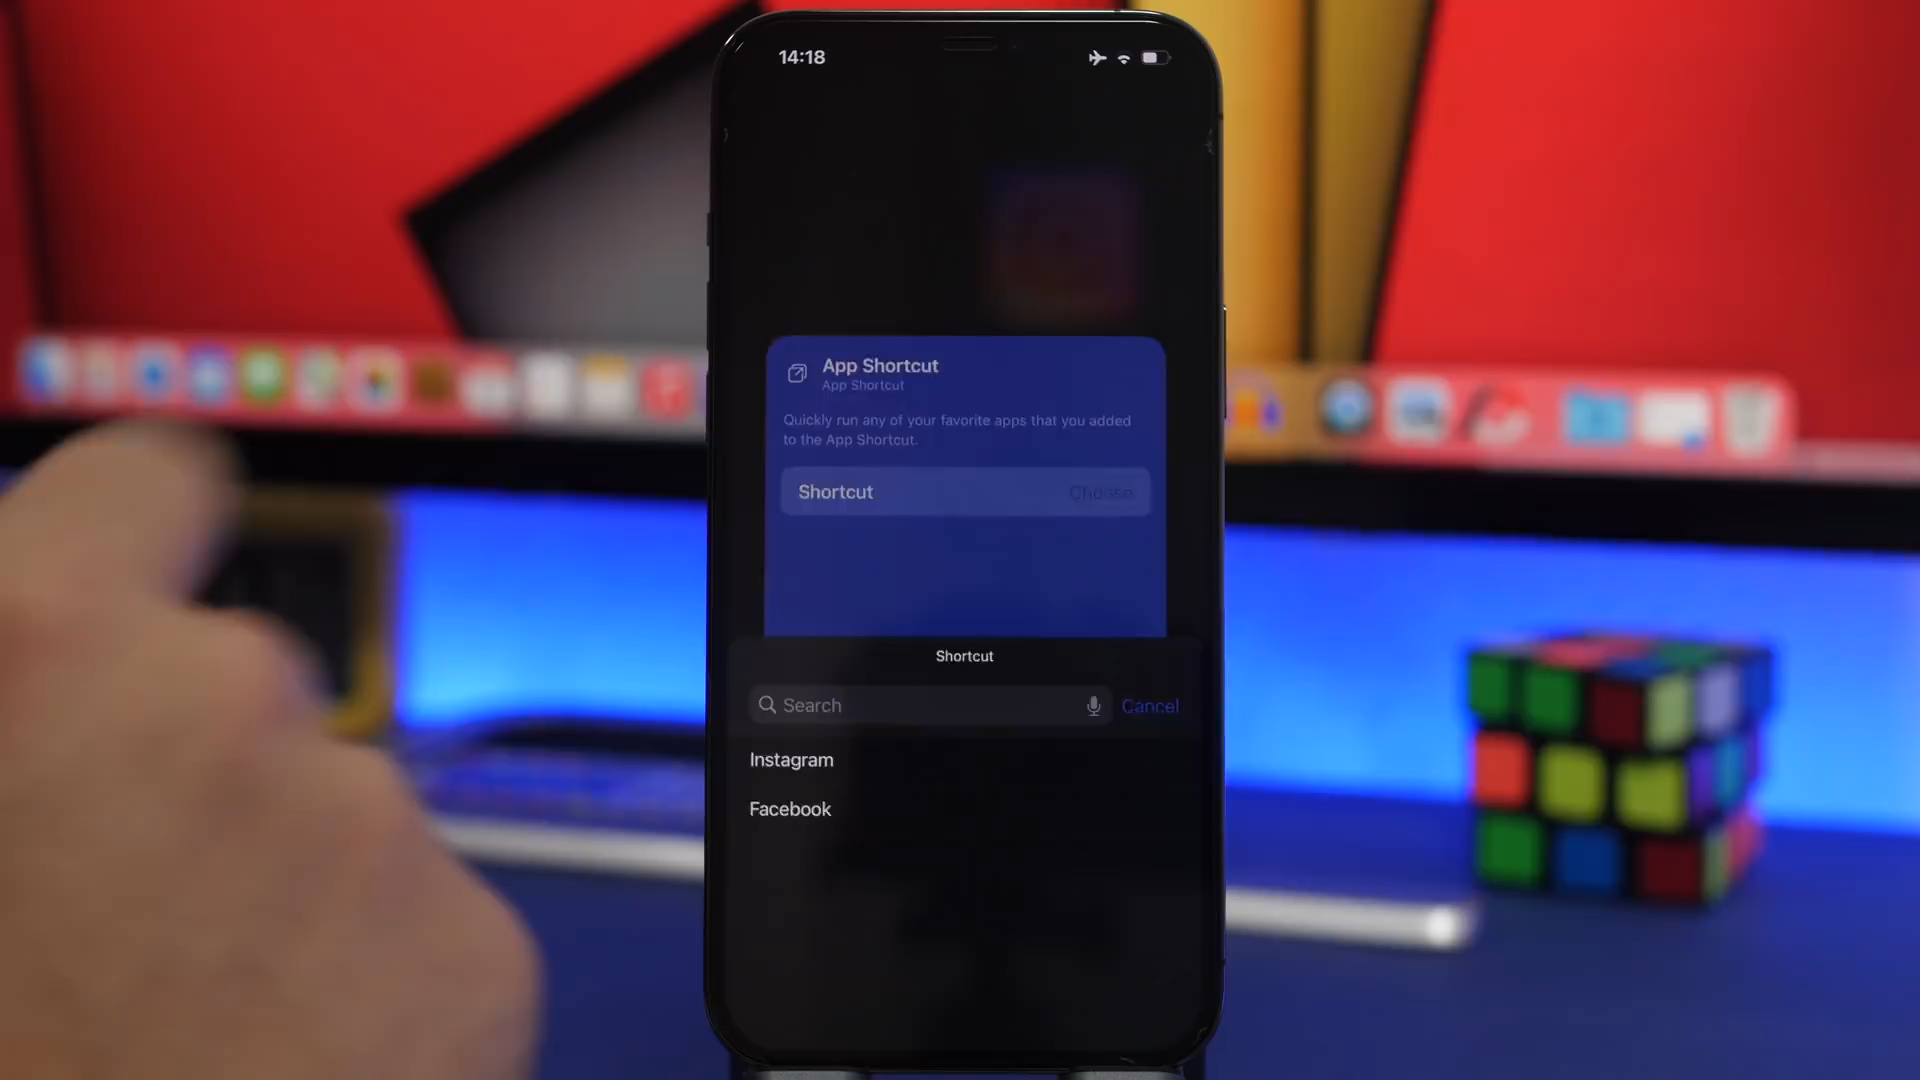 14:18
App Shortcut
App Shortcut
Quickly run any of your favorite apps that you added
to the App Shortcut.
Shortcut Choose
Shortcut
Search Cancel
Instagram
Facebook